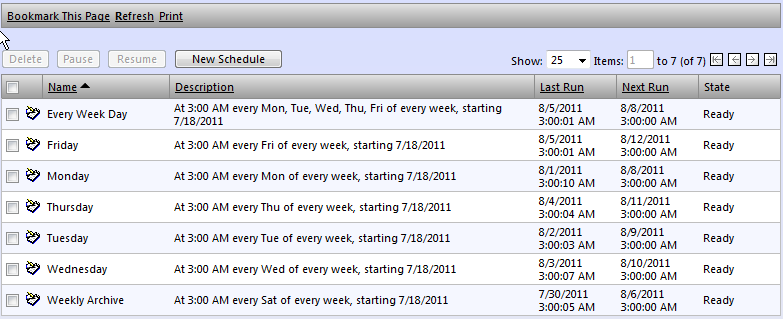 Bookmark This Page Refresh Print
Delete Pause Resume New Schedule Show: 25 Items: 1 to 7 (of 7)
Name Description Last Run Next Run State
Every Week Day At 3:00 AM every Mon, Tue, Wed, Thu, Fri of every week, starting 8/5/2011 8/8/2011 Ready
7/18/2011 3:00:01 AM 3:00:00 AM
Friday At 3:00 AM every Fri of every week, starting 7/18/2011 8/5/2011 8/12/2011 Ready
3:00:01 AM 3:00:00 AM
Monday At 3:00 AM every Mon of every week, starting 7/18/2011 8/1/2011 8/8/2011 Ready
3:00:10 AM 3:00:00 AM
Thursday At 3:00 AM every Thu of every week, starting 7/18/2011 8/4/2011 8/11/2011 Ready
3:00:04 AM 3:00:00 AM
Tuesday At 3:00 AM every Tue of every week, starting 7/18/2011 8/2/2011 8/9/2011 Ready
3:00:03 AM 3:00:00 AM
Wednesday At 3:00 AM every Wed of every week, starting 7/18/2011 8/3/2011 8/10/2011 Ready
3:00:07 AM 3:00:00 AM
Weekly Archive At 3:00 AM every Sat of every week, starting 7/18/2011 7/30/2011 8/6/2011 Ready
3:00:05 AM 3:00:00 AM